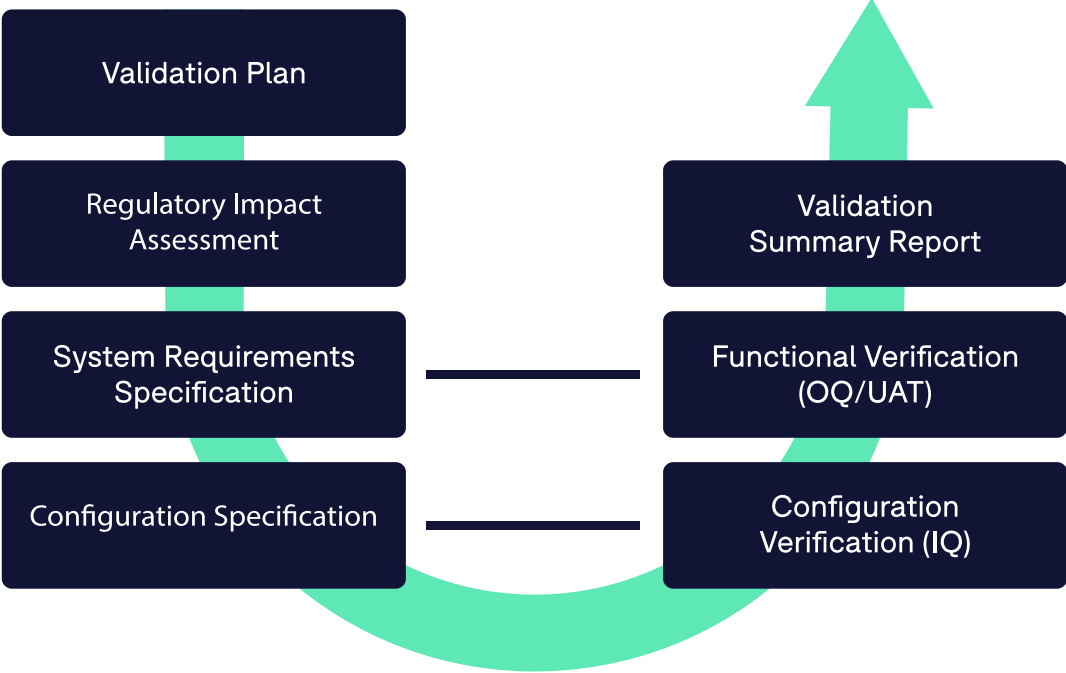 Validation Plan
Regulatory Impact
Assessment
System Requirements
Specification
Configuration Specification
Validation
Summary Report
Functional Verification
(OQ/UAT)
Configuration
Verification (IQ)